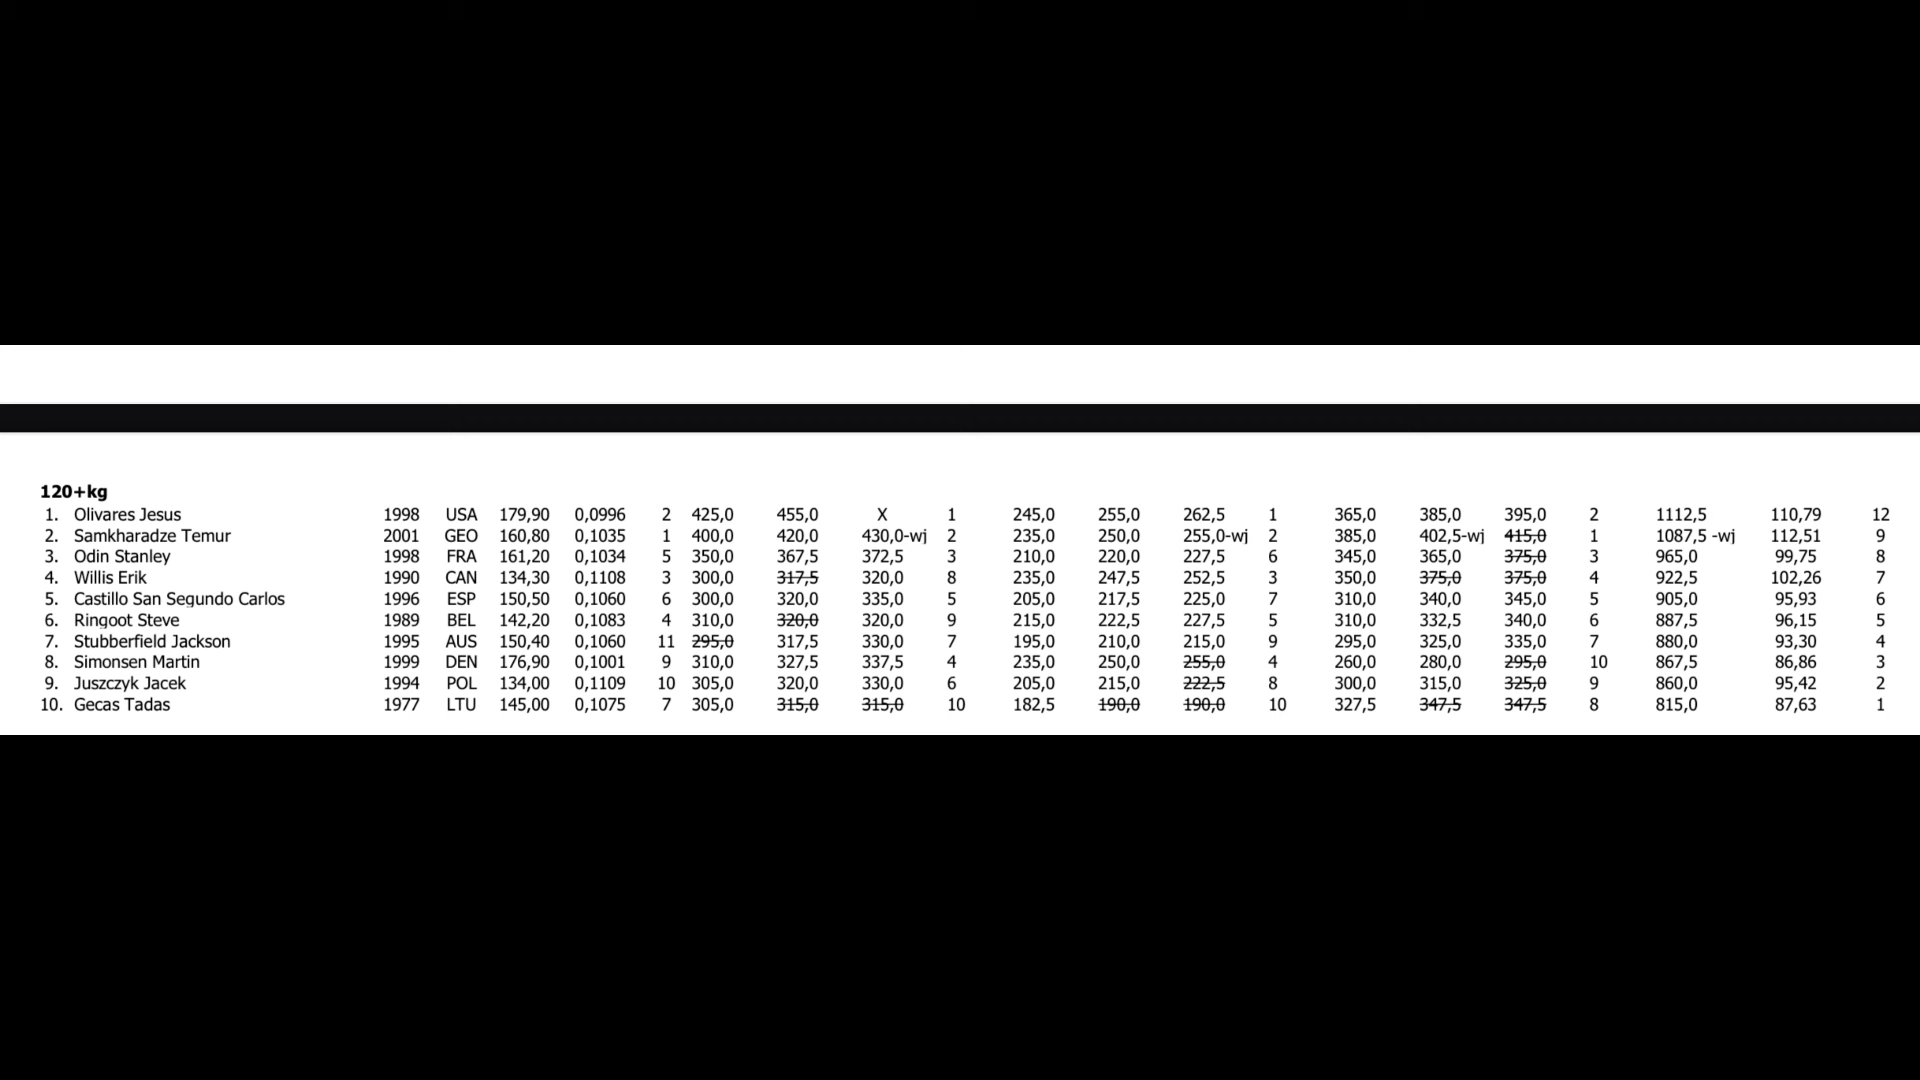 120+kg
1. Olivares Jesus 1998 USA 179,90 0,0996 2 425,0 455,0 X 1 245,0 255,0 262,5 1 365,0 385,0 395,0 2 1112,5 110,79 12
2. Samkharadze Temur 2001 GEO 160,80 0,1035 1 400,0 420,0 430,0-wj 2 235,0 250,0 255,0-wj 2 385,0 402,5-wj 415,0 1 1087,5 -wj 112,51 9
3. Odin Stanley 1998 FRA 161,20 0,1034 5 350,0 367,5 372,5 3 210,0 220,0 227,5 6 345,0 365,0 375,0 3 965,0 99,75 8
4. Willis Erik 1990 CAN 134,30 0,1108 3 300,0 317,5 320,0 8 235,0 247,5 252,5 3 350,0 375,0 375,0 4 922,5 102,26 7
5. Castillo San Segundo Carlos 1996 ESP 150,50 0,1060 6 300,0 320,0 335,0 5 205,0 217,5 225,0 7 310,0 340,0 345,0 5 905,0 95,93 6
6. Ringoot Steve 1989 BEL 142,20 0,1083 4 310,0 320,0 320,0 9 215,0 222,5 227,5 5 310,0 332,5 340,0 6 887,5 96,15 5
7. Stubberfield Jackson 1995 AUS 150,40 0,1060 11 295,0 317,5 330,0 7 195,0 210,0 215,0 9 295,0 325,0 335,0 7 880,0 93,30 4
8. Simonsen Martin 1999 DEN 176,90 0,1001 9 310,0 327,5 337,5 4 235,0 250,0 255,0 4 260,0 280,0 295,0 10 867,5 86,86 3
9. Juszczyk Jacek 1994 POL 134,00 0,1109 10 305,0 320,0 330,0 6 205,0 215,0 222,5 8 300,0 315,0 325,0 9 860,0 95,42 2
10. Gecas Tadas 1977 LTU 145,00 0,1075 7 305,0 315,0 315,0 10 182,5 190,0 190,0 10 327,5 347,5 347,5 8 815,0 87,63 1